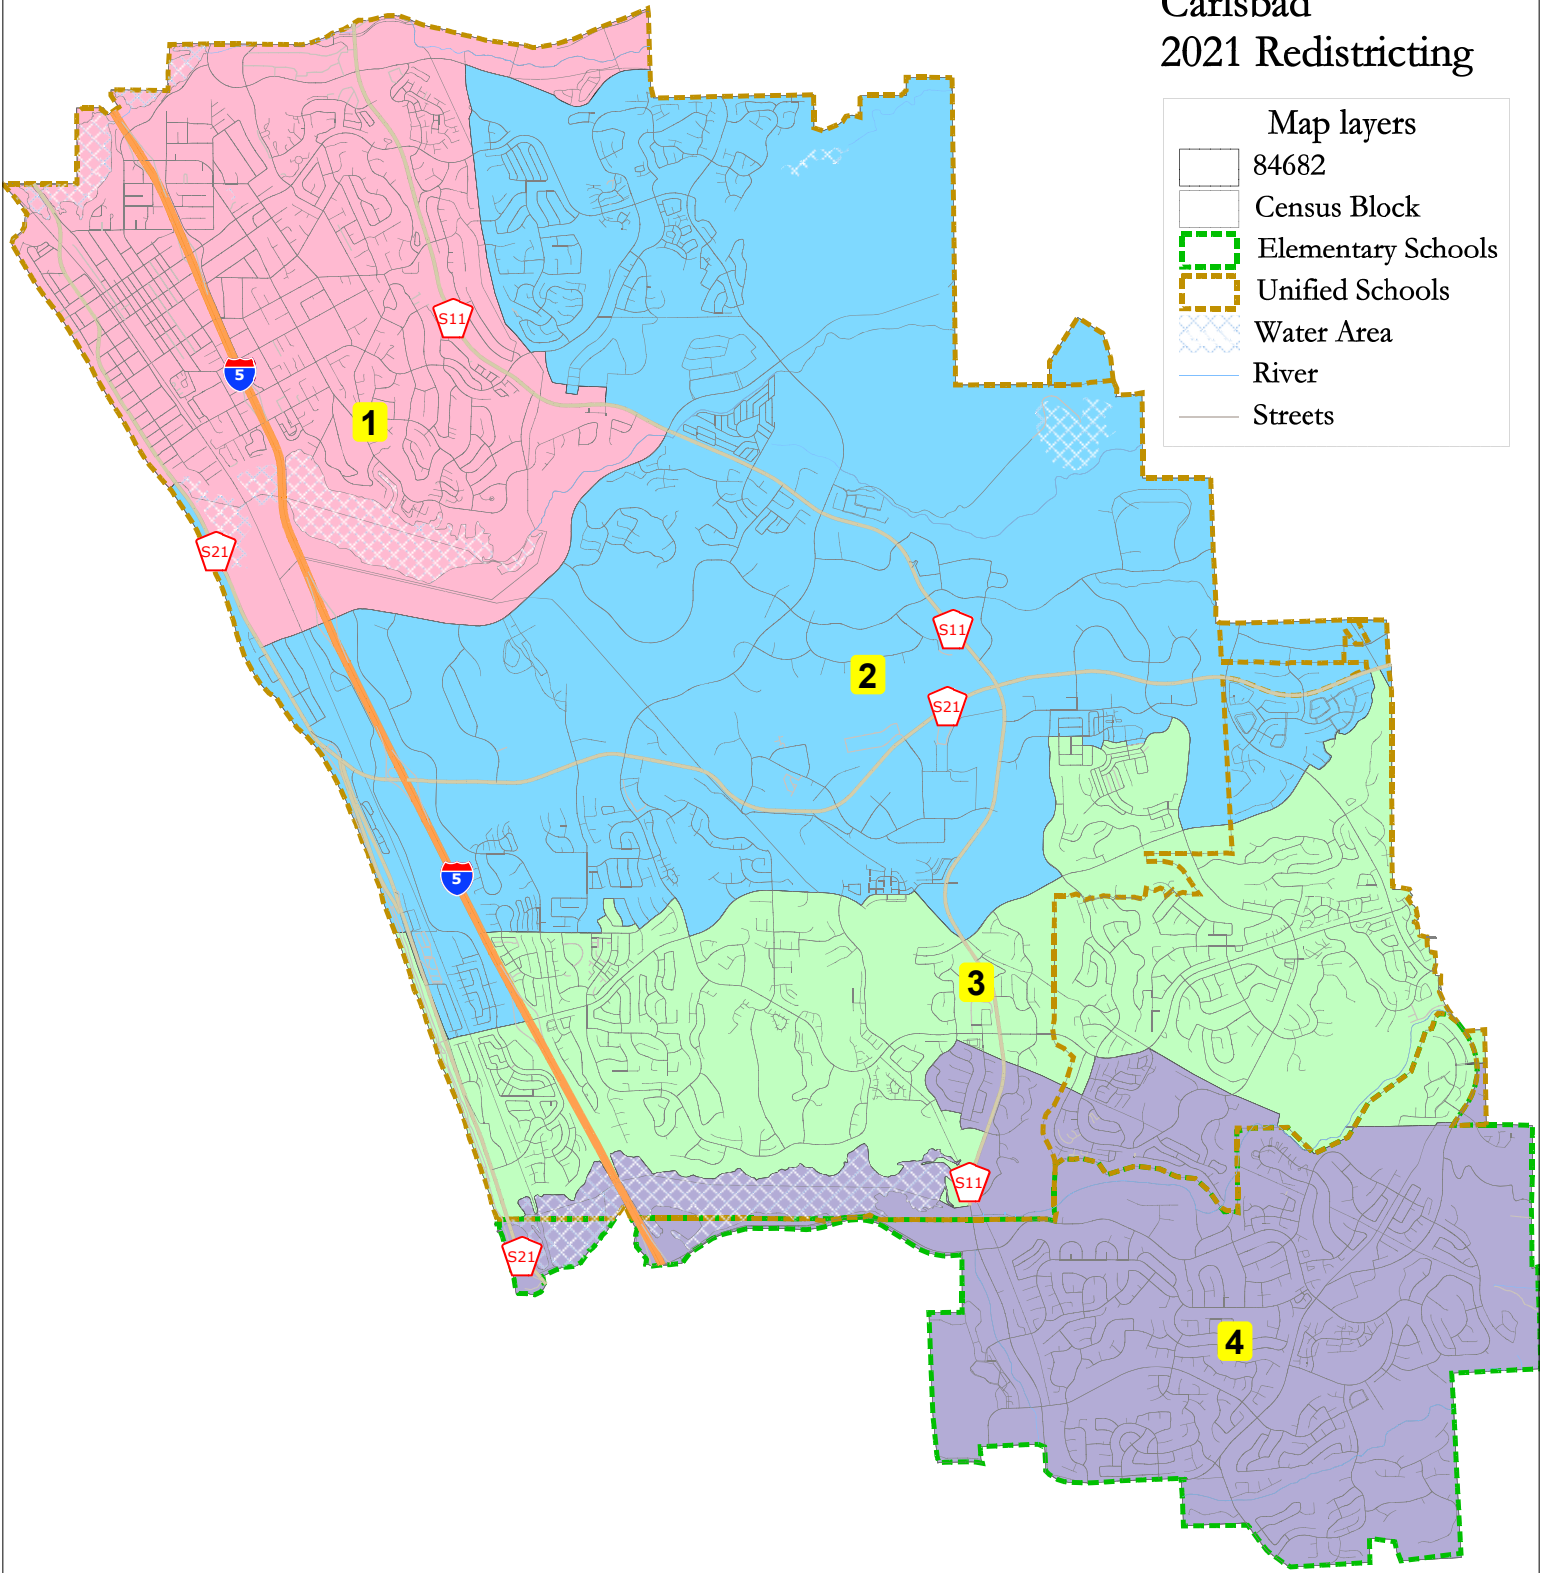 Carlsbad
2021 Redistricting
Map layers
84682
Census Block
Elementary Schools
Unified Schools
Water Area
River
Streets
S11
5
1
S21
S11
2
S21
5
3
S11
S21
4